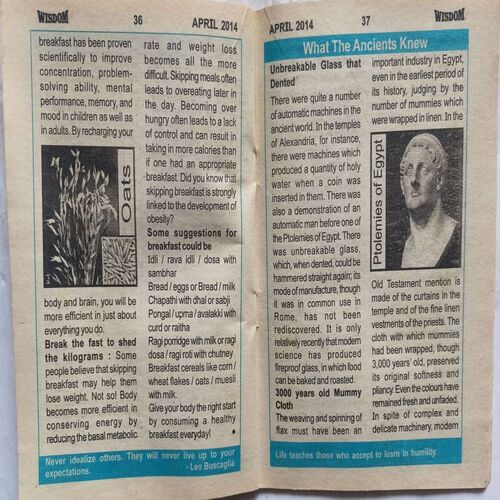 WISDOM 36 APRIL 2014
breakfast has been proven
scientifically to improve
concentration, problem-
solving ability, mental
performance, memory, and
mood in children as well as
in adults. By recharging your
Oats
body and brain, you will be
more efficient in just about
everything you do.
Break the fast to shed
the kilograms : Some
people believe that skipping
breakfast may help them
lose weight. Not so! Body
becomes more efficient in
conserving energy by
reducing the basal metabolic
rate and weight loss
becomes all the more
difficult. Skipping meals often
leads to overeating later in
the day. Becoming over
hungry often leads to a lack
of control and can result in
taking in more calories than
if one had an appropriate
breakfast. Did you know that
skipping breakfast is strongly
linked to the development of
obesity?
Some suggestions for
breakfast could be
Idli / rava idli / dosa with
sambhar
Bread / eggs or Bread / milk
Chapathi with dhal or sabji
Pongal / upma / avalakki with
curd or raitha
Ragi porridge with milk or ragi
dosa / ragi roti with chutney
Breakfast cereals like corn /
wheat flakes / oats / muesli
with milk.
Give your body the right start
by consuming a healthy
breakfast everyday!
Never idealize others. They will never live up to your
expectations. - Leo Buscaglia
APRIL 2014 37 WISDOM
What The Ancients Knew
Unbreakable Glass that
Dented
There were quite a number
of automatic machines in the
ancient world. In the temples
of Alexandria, for instance,
there were machines which
produced a quantity of holy
water when a coin was
inserted in them. There was
also a demonstration of an
automatic man before one of
the Ptolemies of Egypt. There
was unbreakable glass,
which, when dented, could be
hammered straight again; its
mode of manufacture, though
it was in common use in
Rome, has not been
rediscovered. It is only
relatively recently that modern
science has produced
fireproof glass, in which food
can be baked and roasted.
3000 years old Mummy
Cloth
The weaving and spinning of
flax must have been an
important industry in Egypt,
even in the earliest period of
its history, judging by the
number of mummies which
were wrapped in linen. In the
Ptolemies of Egypt
Old Testament mention is
made of the curtains in the
temple and of the fine linen
vestments of the priests. The
cloth with which mummies
had been wrapped, though
3,000 years' old, preserved
its original softness and
pliancy. Even the colours have
remained fresh and unfaded.
In spite of complex and
delicate machinery, modern
Life teaches those who accept to learn in humility.